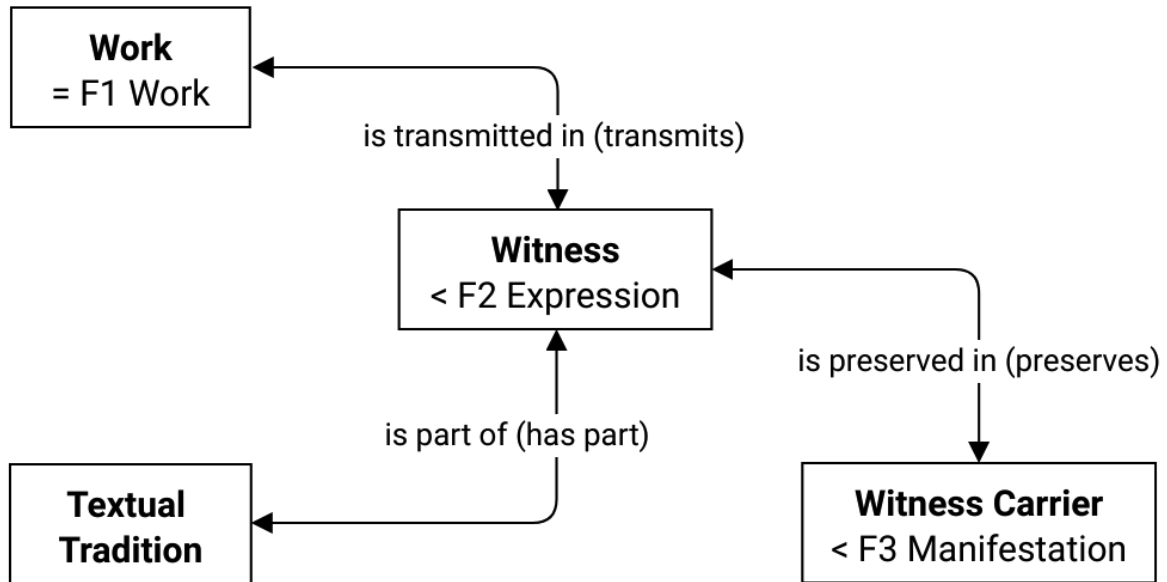 Work
= F1 Work
is transmitted in (transmits)
Witness
< F2 Expression
is preserved in (preserves)
is part of (has part)
Textual
Tradition
Witness Carrier
< F3 Manifestation